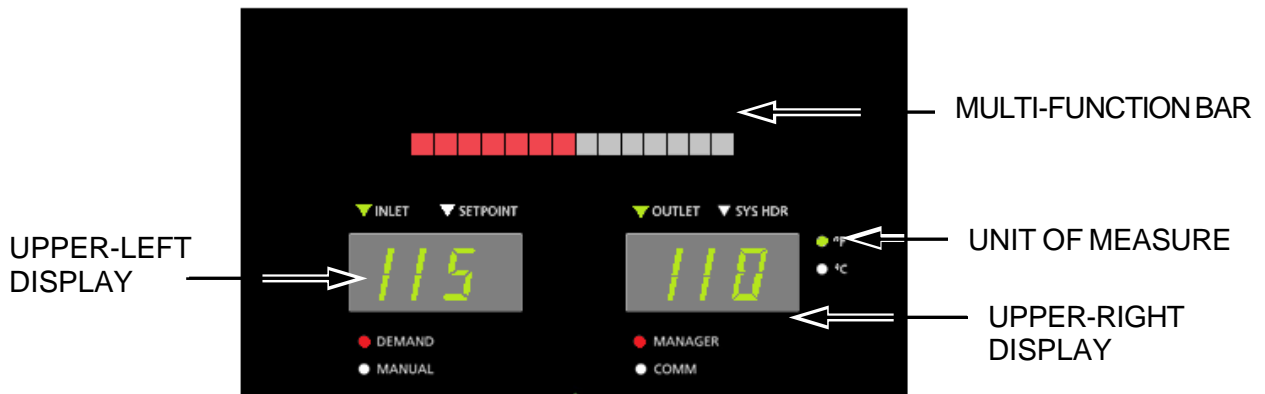 MULTI-FUNCTION BAR
INLET SETPOINT
OUTLET SYS HDR
UPPER-LEFT
DISPLAY
115
110
°F
°C
UNIT OF MEASURE
UPPER-RIGHT
DISPLAY
DEMAND
MANUAL
MANAGER
COMM